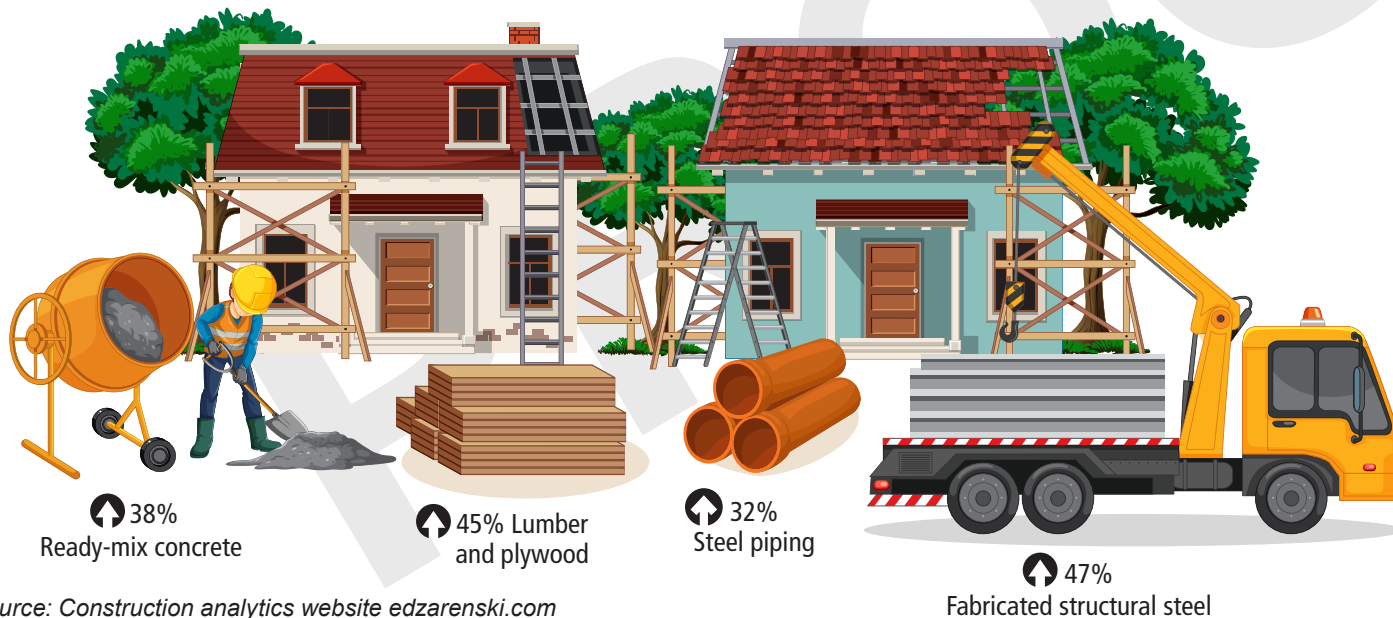 38%
Ready-mix concrete
45% Lumber
and plywood
32%
Steel piping
47%
Fabricated structural steel
urce: Construction analytics website edzarenski.com